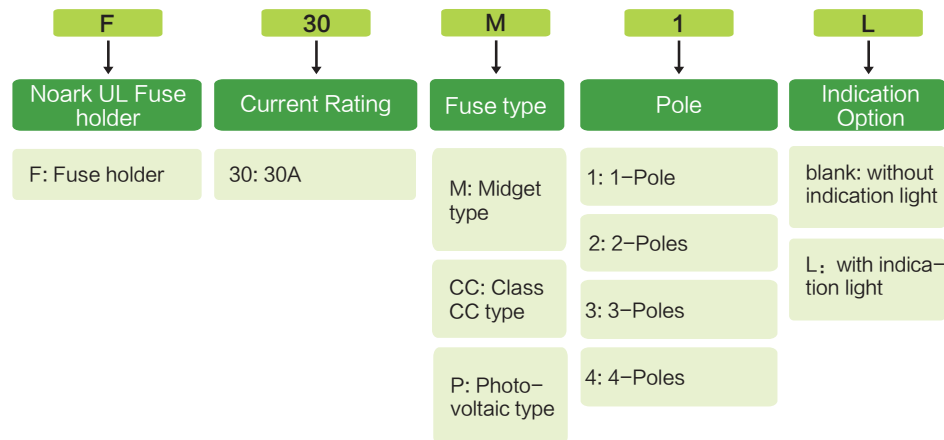 F
30
M
1
L
Noark UL Fuse
holder
Current Rating
Fuse type
Pole
Indication
Option
F: Fuse holder
30: 30A
M: Midget
type
CC: Class
CC type
P: Photo-
voltaic type
1: 1-Pole
2: 2-Poles
3: 3-Poles
4: 4-Poles
blank: without
indication light
L: with indica-
tion light